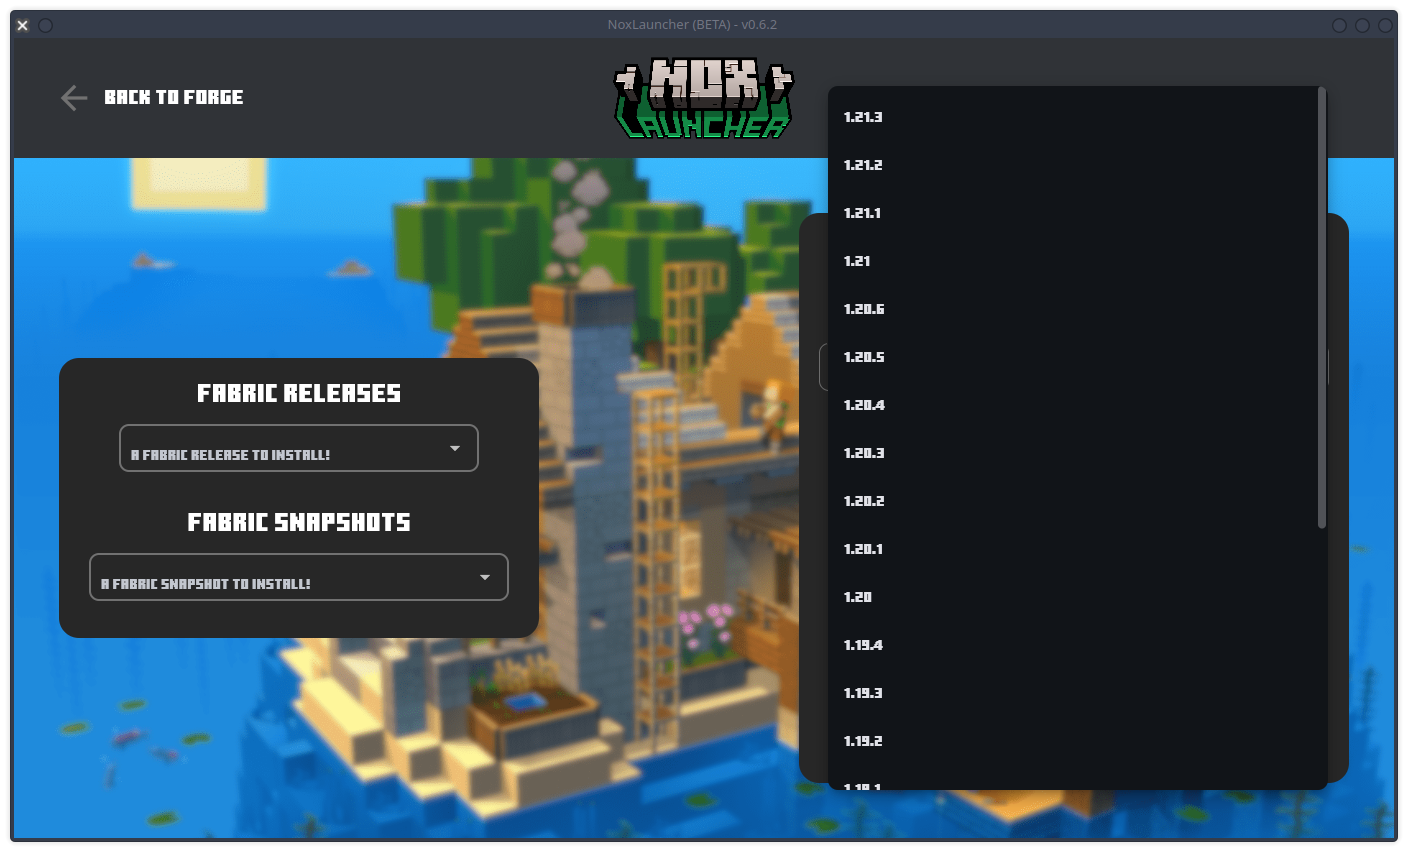 NoxLauncher (BETA) - v0.6.2
BACK TO FORGE
NOX
LAUNCHER
FABRIC RELEASES
A FABRIC RELEASE TO INSTALL!
FABRIC SNAPSHOTS
A FABRIC SNAPSHOT TO INSTALL!
1.21.3
1.21.2
1.21.1
1.21
1.20.6
1.20.5
1.20.4
1.20.3
1.20.2
1.20.1
1.20
1.19.4
1.19.3
1.19.2
1.19.1